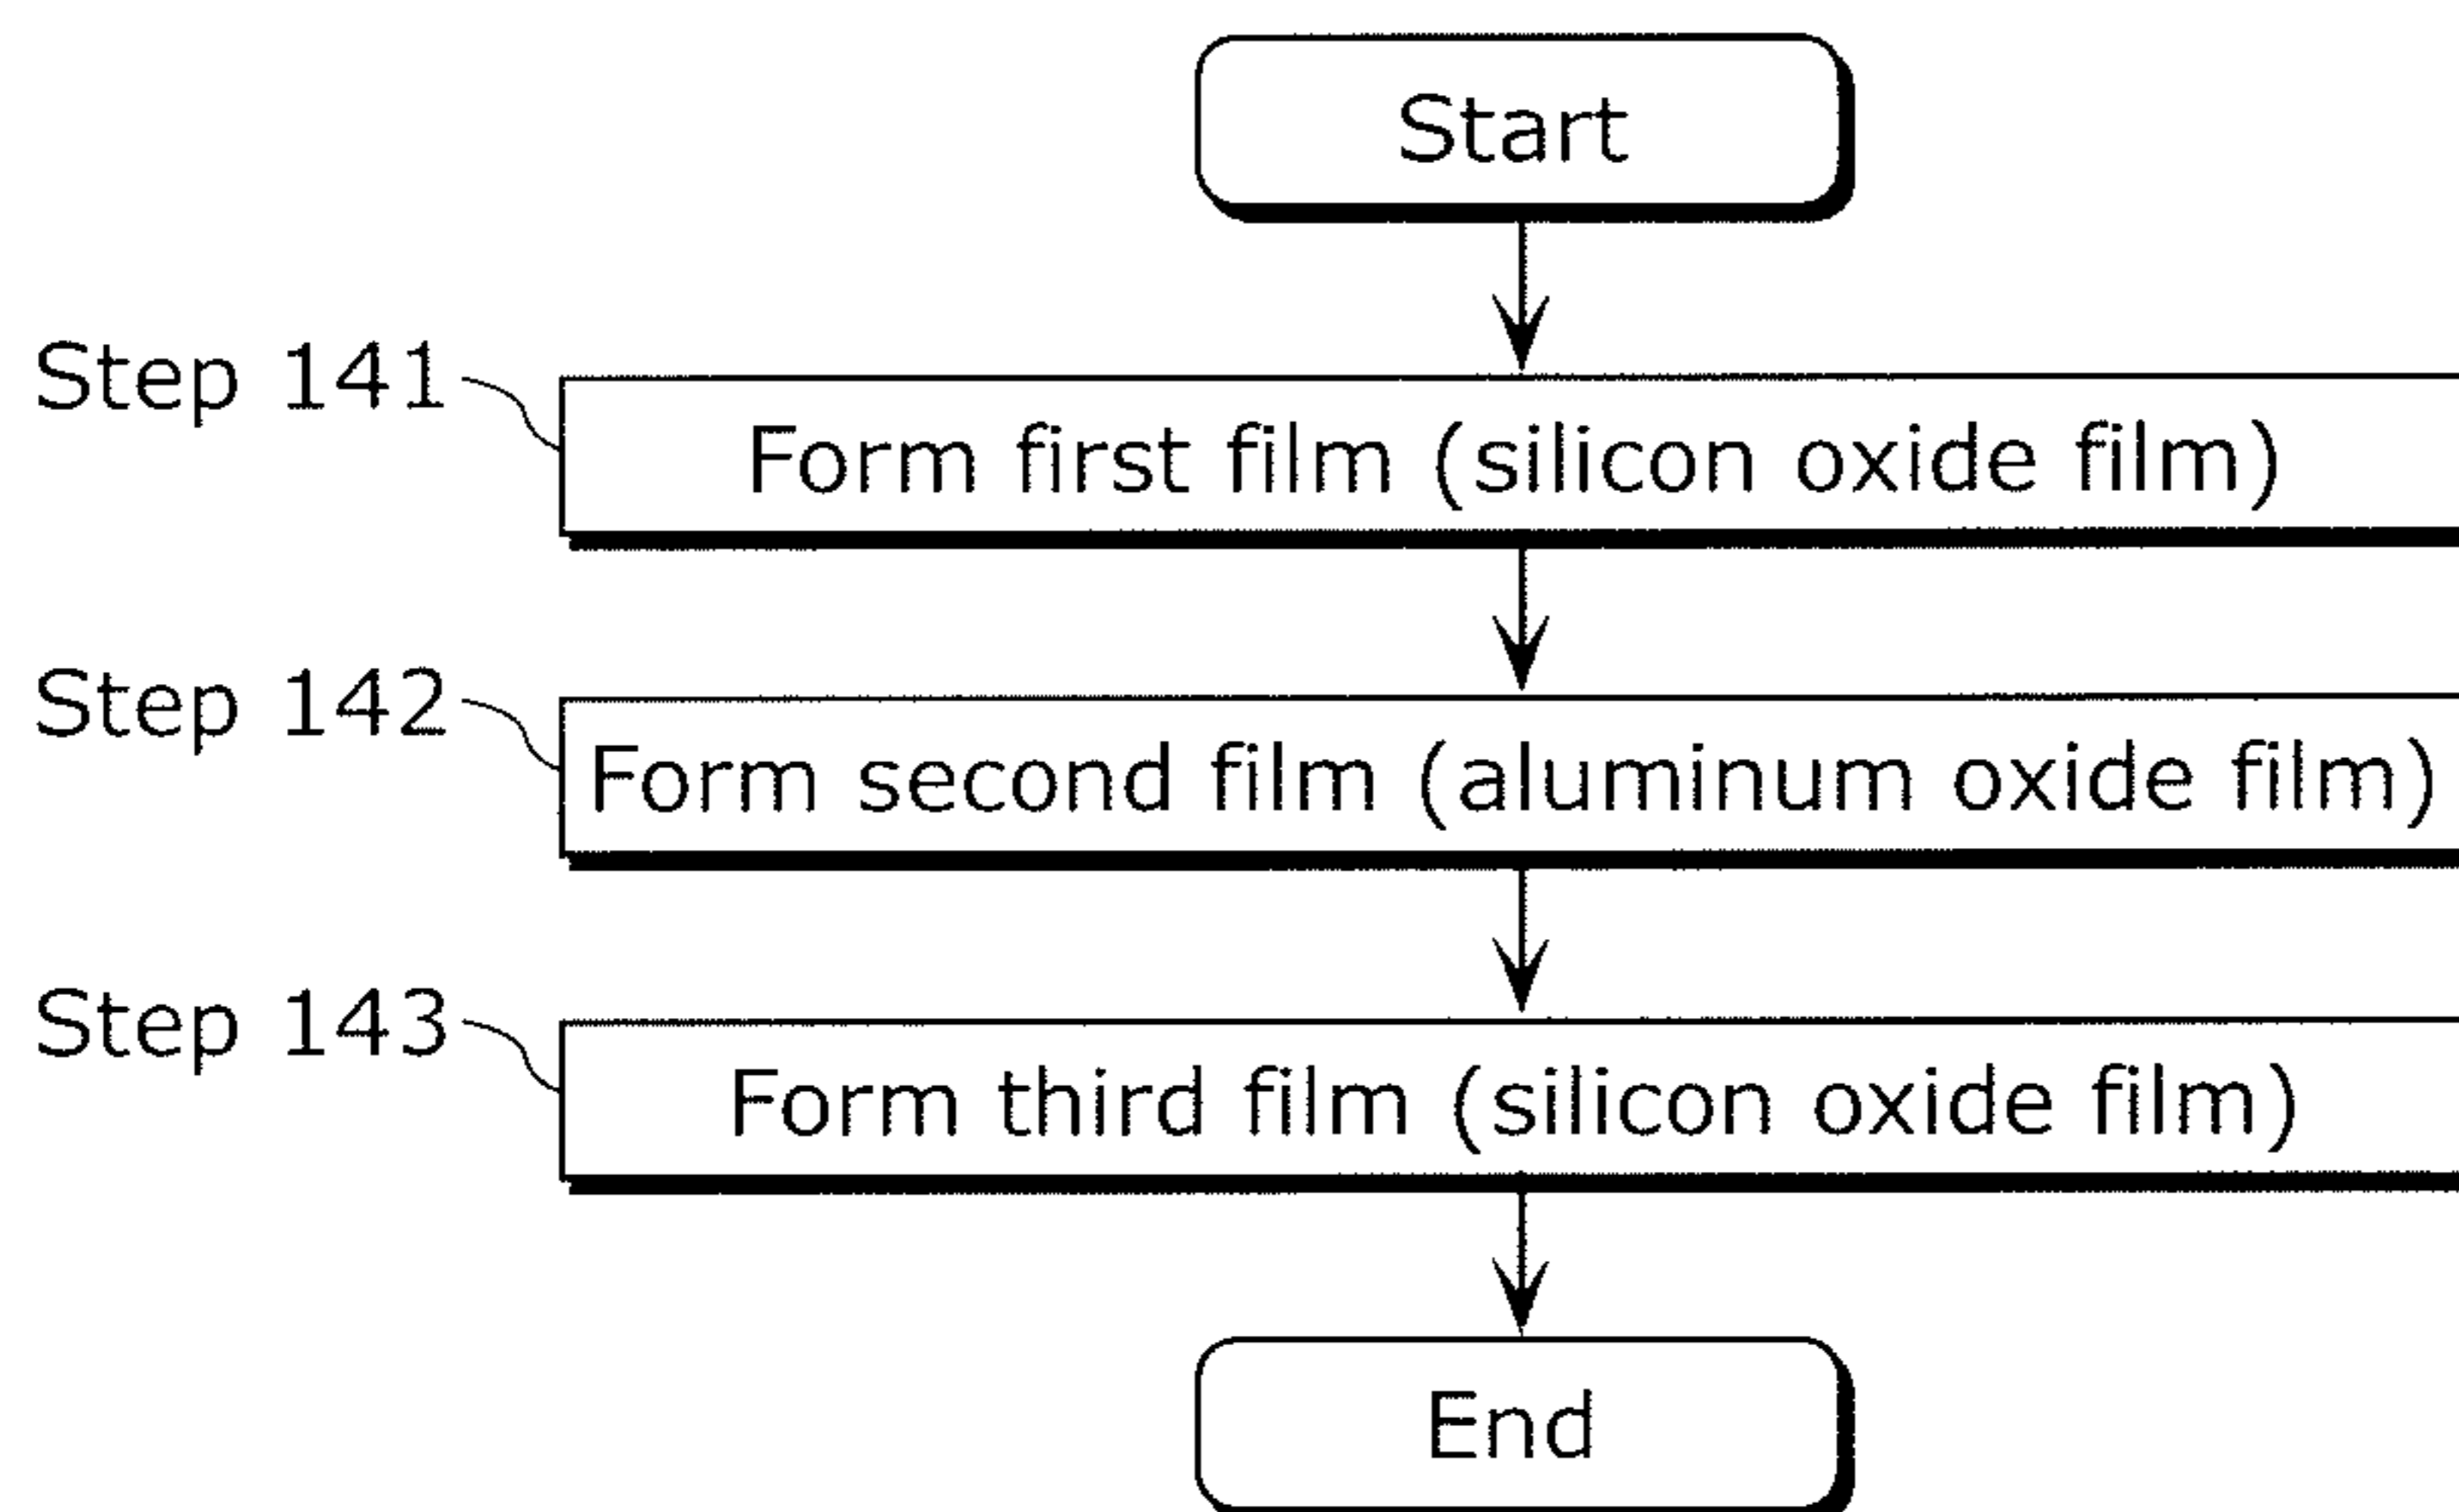 Start
Step 141
Form first film (silicon oxide film)
Step 142
Form second film (aluminum oxide film)
Step 143
Form third film (silicon oxide film)
End